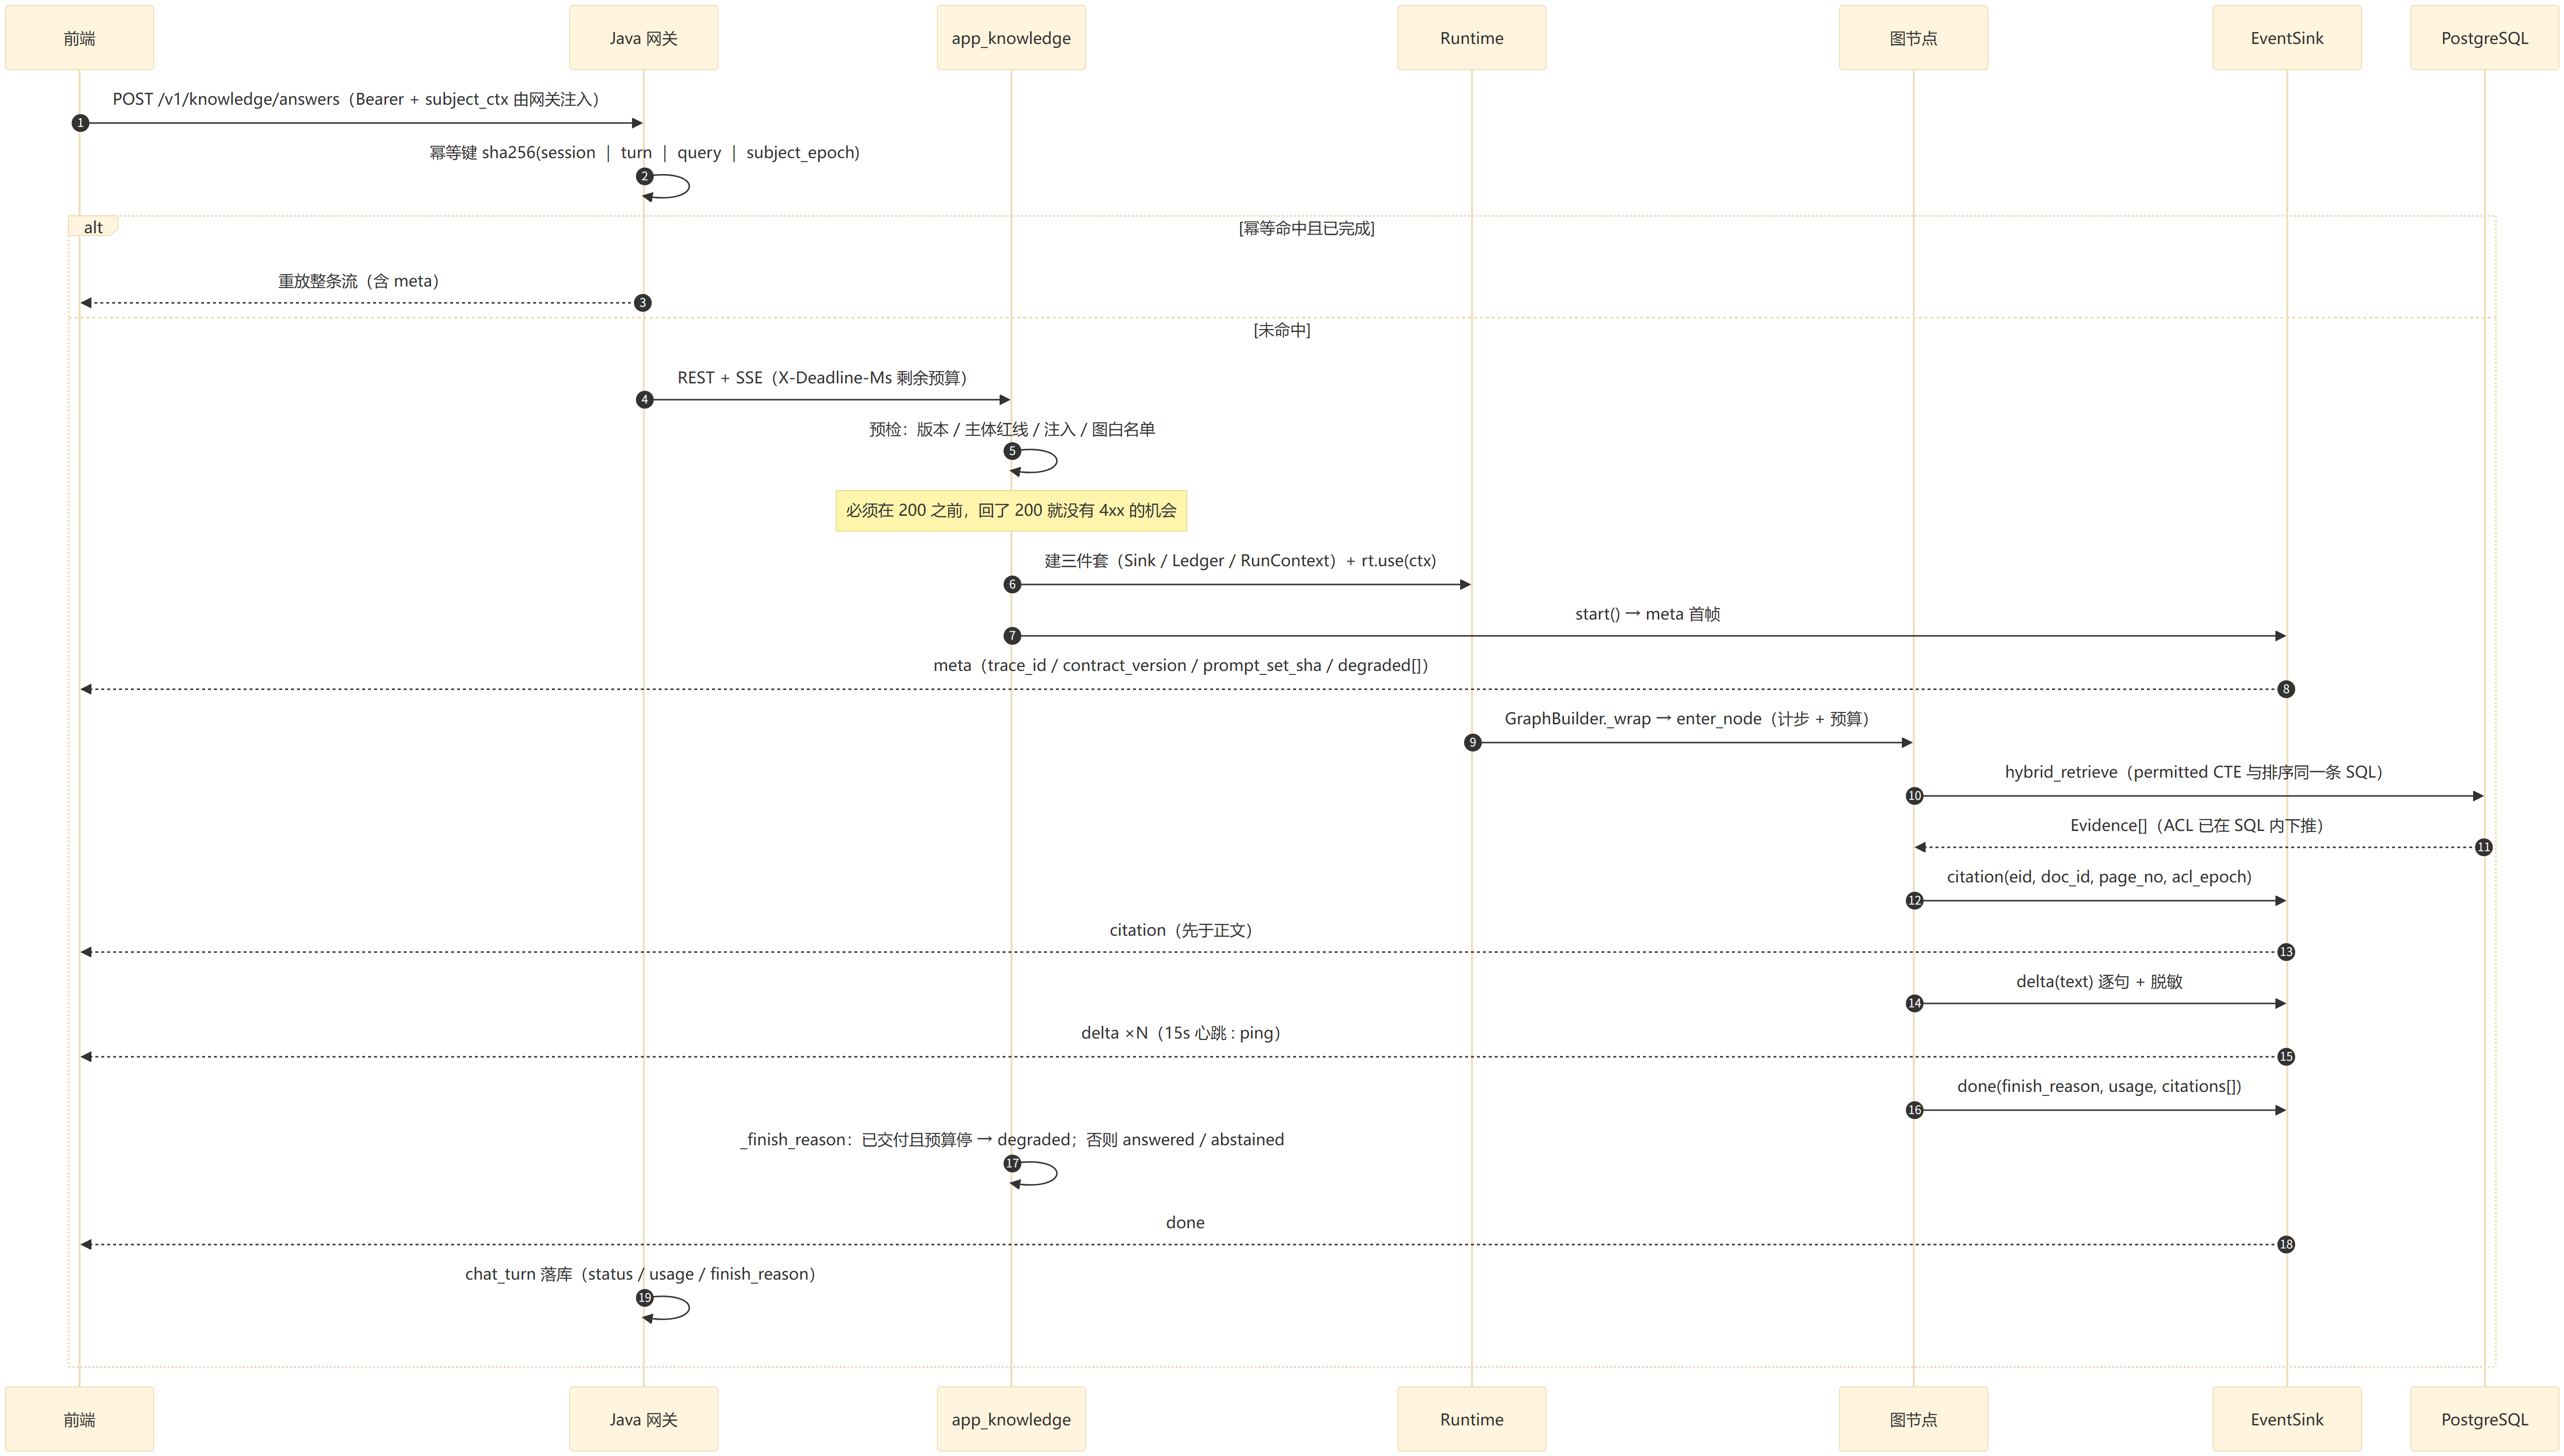 前端
Java 网关
app_knowledge
Runtime
图节点
EventSink
PostgreSQL
POST /v1/knowledge/answers（Bearer + subject_ctx 由网关注入）
1
幂等键 sha256(session | turn | query | subject_epoch)
2
alt
[幂等命中且已完成]
重放整条流（含 meta）
3
[未命中]
REST + SSE（X-Deadline-Ms 剩余预算）
4
预检：版本 / 主体红线 / 注入 / 图白名单
5
必须在 200 之前，回了 200 就没有 4xx 的机会
建三件套（Sink / Ledger / RunContext）+ rt.use(ctx)
6
start() → meta 首帧
7
meta（trace_id / contract_version / prompt_set_sha / degraded[]）
8
GraphBuilder._wrap → enter_node（计步 + 预算）
9
hybrid_retrieve（permitted CTE 与排序同一条 SQL）
10
Evidence[]（ACL 已在 SQL 内下推）
11
citation(eid, doc_id, page_no, acl_epoch)
12
citation（先于正文）
13
delta(text) 逐句 + 脱敏
14
delta ×N（15s 心跳 : ping）
15
done(finish_reason, usage, citations[])
16
_finish_reason：已交付且预算停 → degraded；否则 answered / abstained
17
done
18
chat_turn 落库（status / usage / finish_reason）
19
前端
Java 网关
app_knowledge
Runtime
图节点
EventSink
PostgreSQL